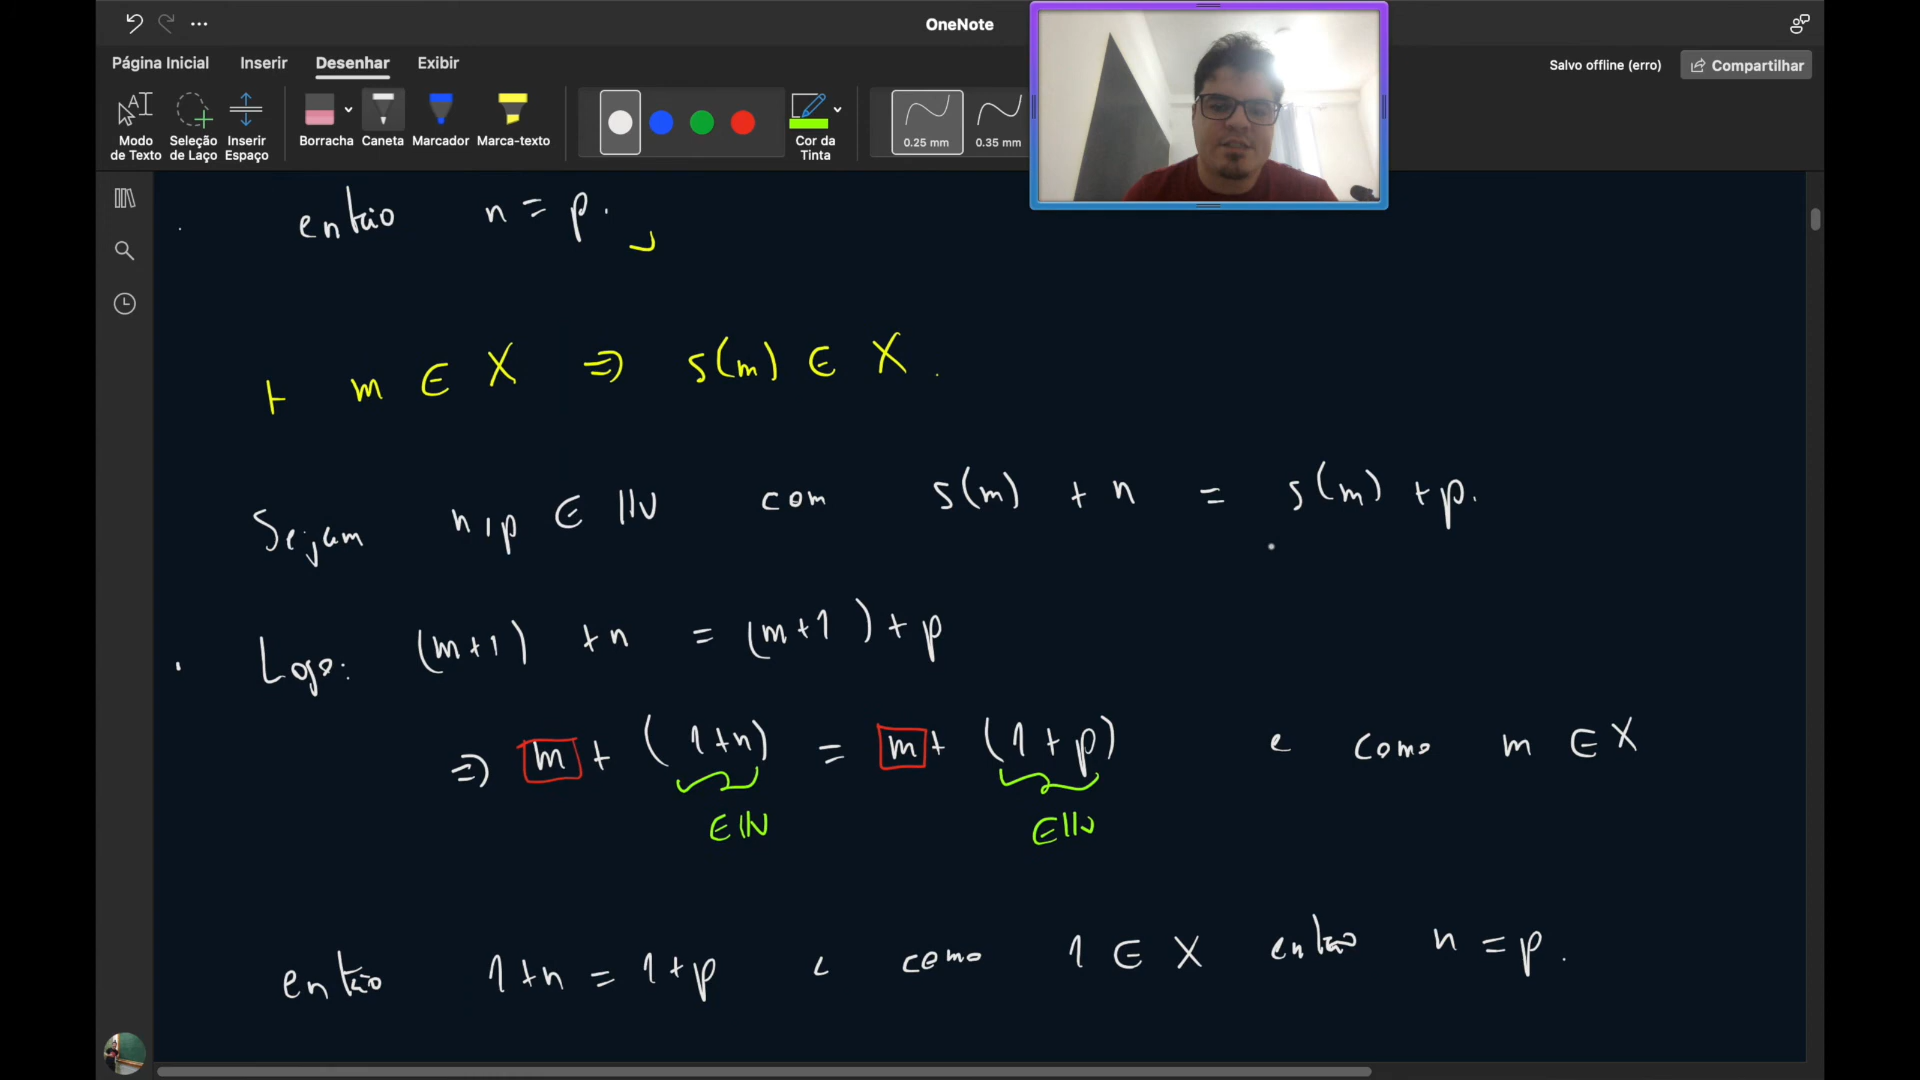 OneNote
Página Inicial Inserir Desenhar Exibir
Salvo offline (erro) Compartilhar
Modo de Texto Seleção de Laço Inserir Espaço Borracha Caneta Marcador Marca-texto Cor da Tinta 0.25 mm 0.35 mm
então n = p.
+ m ∈ X ⇒ s(m) ∈ X.
Sejam n,p ∈ ℕ com s(m) + n = s(m) + p.
Logo: (m+1) + n = (m+1) + p
⇒ m + (1+n) = m + (1+p) e como m ∈ X
∈ℕ ∈ℕ
então 1+n = 1+p e como 1 ∈ X então n = p.